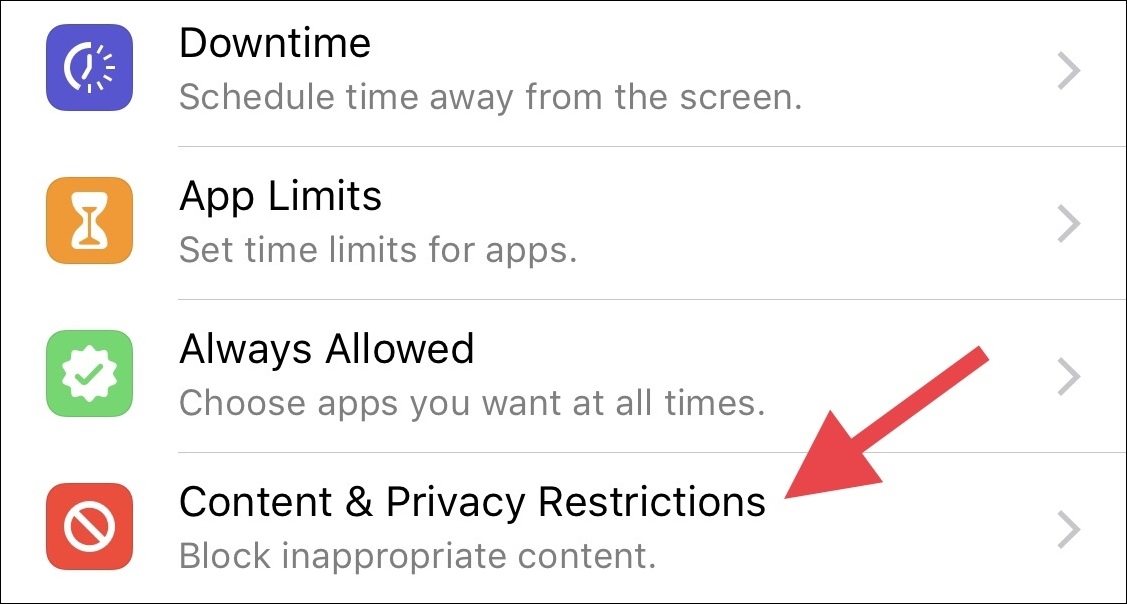 Downtime
Schedule time away from the screen.
App Limits
Set time limits for apps.
Always Allowed
Choose apps you want at all times.
Content & Privacy Restrictions
Block inappropriate content.